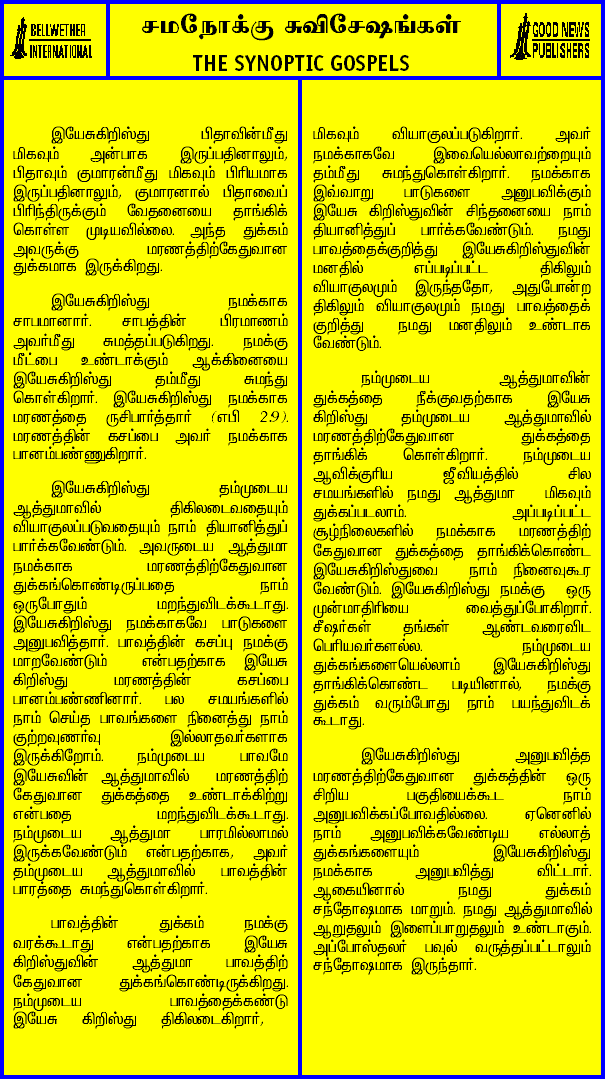 BELLWETHER
INTERNATIONAL
சமநோக்கு சுவிசேஷங்கள்
THE SYNOPTIC GOSPELS
GOOD NEWS
PUBLISHERS
இயேசுகிறிஸ்து பிதாவின்மீது
மிகவும் அன்பாக இருப்பதினாலும்,
பிதாவும் குமாரன்மீது மிகவும் பிரியமாக
இருப்பதினாலும், குமாரனால் பிதாவைப்
பிரிந்திருக்கும் வேதனையை தாங்கிக்
கொள்ள முடியவில்லை. அந்த துக்கம்
அவருக்கு மரணத்திற்கேதுவான
துக்கமாக இருக்கிறது.
இயேசுகிறிஸ்து நமக்காக
சாபமானார். சாபத்தின் பிரமாணம்
அவர்மீது சுமத்தப்படுகிறது. நமக்கு
மீட்பை உண்டாக்கும் ஆக்கினையை
இயேசுகிறிஸ்து தம்மீது சுமந்து
கொள்கிறார். இயேசுகிறிஸ்து நமக்காக
மரணத்தை ருசிபார்த்தார் (எபி 2:9).
மரணத்தின் கசப்பை அவர் நமக்காக
பானம்பண்ணுகிறார்.
இயேசுகிறிஸ்து தம்முடைய
ஆத்துமாவில் திகிலடைவதையும்
வியாகுலப்படுவதையும் நாம் தியானித்துப்
பார்க்கவேண்டும். அவருடைய ஆத்துமா
நமக்காக மரணத்திற்கேதுவான
துக்கங்கொண்டிருப்பதை நாம்
ஒருபோதும் மறந்துவிடக்கூடாது.
இயேசுகிறிஸ்து நமக்காகவே பாடுகளை
அனுபவித்தார். பாவத்தின் கசப்பு நமக்கு
மாறவேண்டும் என்பதற்காக இயேசு
கிறிஸ்து மரணத்தின் கசப்பை
பானம்பண்ணினார். பல சமயங்களில்
நாம் செய்த பாவங்களை நினைத்து நாம்
குற்றவுணர்வு இல்லாதவர்களாக
இருக்கிறோம். நம்முடைய பாவமே
இயேசுவின் ஆத்துமாவில் மரணத்திற்
கேதுவான துக்கத்தை உண்டாக்கிற்று
என்பதை மறந்துவிடக்கூடாது.
நம்முடைய ஆத்துமா பாரமில்லாமல்
இருக்கவேண்டும் என்பதற்காக, அவர்
தம்முடைய ஆத்துமாவில் பாவத்தின்
பாரத்தை சுமந்துகொள்கிறார்.
பாவத்தின் துக்கம் நமக்கு
வரக்கூடாது என்பதற்காக இயேசு
கிறிஸ்துவின் ஆத்துமா பாவத்திற்
கேதுவான துக்கங்கொண்டிருக்கிறது.
நம்முடைய பாவத்தைக்கண்டு
இயேசு கிறிஸ்து திகிலடைகிறார்,
மிகவும் வியாகுலப்படுகிறார். அவர்
நமக்காகவே இவையெல்லாவற்றையும்
தம்மீது சுமந்துகொள்கிறார். நமக்காக
இவ்வாறு பாடுகளை அனுபவிக்கும்
இயேசு கிறிஸ்துவின் சிந்தனையை நாம்
தியானித்துப் பார்க்கவேண்டும். நமது
பாவத்தைக்குறித்து இயேசுகிறிஸ்துவின்
மனதில் எப்படிப்பட்ட திகிலும்
வியாகுலமும் இருந்ததோ, அதுபோன்ற
திகிலும் வியாகுலமும் நமது பாவத்தைக்
குறித்து நமது மனதிலும் உண்டாக
வேண்டும்.
நம்முடைய ஆத்துமாவின்
துக்கத்தை நீக்குவதற்காக இயேசு
கிறிஸ்து தம்முடைய ஆத்துமாவில்
மரணத்திற்கேதுவான துக்கத்தை
தாங்கிக் கொள்கிறார். நம்முடைய
ஆவிக்குரிய ஜீவியத்தில் சில
சமயங்களில் நமது ஆத்துமா மிகவும்
துக்கப்படலாம். அப்படிப்பட்ட
சூழ்நிலைகளில் நமக்காக மரணத்திற்
கேதுவான துக்கத்தை தாங்கிக்கொண்ட
இயேசுகிறிஸ்துவை நாம் நினைவுகூர
வேண்டும். இயேசுகிறிஸ்து நமக்கு ஒரு
முன்மாதிரியை வைத்துப்போகிறார்.
சீஷர்கள் தங்கள் ஆண்டவரைவிட
பெரியவர்களல்ல. நம்முடைய
துக்கங்களையெல்லாம் இயேசுகிறிஸ்து
தாங்கிக்கொண்ட படியினால், நமக்கு
துக்கம் வரும்போது நாம் பயந்துவிடக்
கூடாது.
இயேசுகிறிஸ்து அனுபவித்த
மரணத்திற்கேதுவான துக்கத்தின் ஒரு
சிறிய பகுதியைக்கூட நாம்
அனுபவிக்கப்போவதில்லை. ஏனெனில்
நாம் அனுபவிக்கவேண்டிய எல்லாத்
துக்கங்களையும் இயேசுகிறிஸ்து
நமக்காக அனுபவித்து விட்டார்.
ஆகையினால் நமது துக்கம்
சந்தோஷமாக மாறும். நமது ஆத்துமாவில்
ஆறுதலும் இளைப்பாறுதலும் உண்டாகும்.
அப்போஸ்தலர் பவுல் வருத்தப்பட்டாலும்
சந்தோஷமாக இருந்தார்.